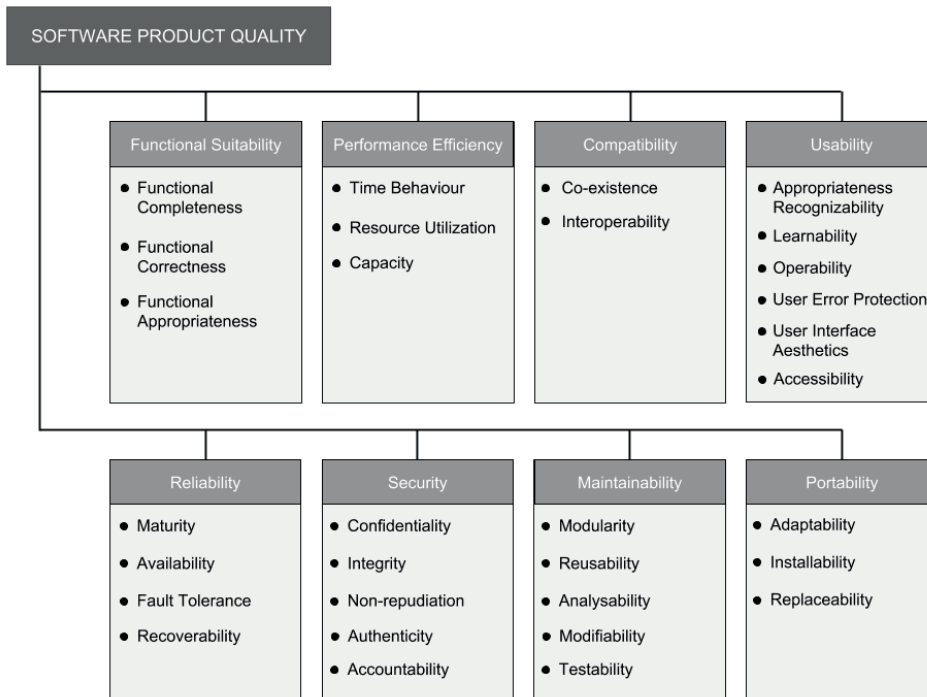 SOFTWARE PRODUCT QUALITY
Functional Suitability
Functional
Completeness
Functional
Correctness
Functional
Appropriateness
Performance Efficiency
Time Behaviour
Resource Utilization
Capacity
Compatibility
Co-existence
Interoperability
Usability
Appropriateness
Recognizability
Learnability
Operability
User Error Protection
User Interface
Aesthetics
Accessibility
Reliability
Maturity
Availability
Fault Tolerance
Recoverability
Security
Confidentiality
Integrity
Non-repudiation
Authenticity
Accountability
Maintainability
Modularity
Reusability
Analysability
Modifiability
Testability
Portability
Adaptability
Installability
Replaceability